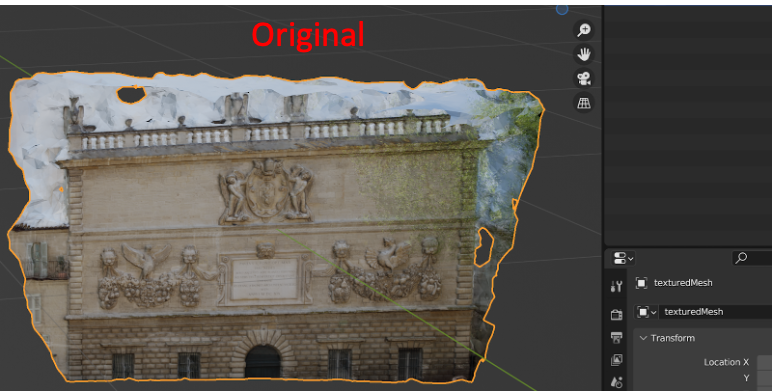 Original
texturedMesh
texturedMesh
Transform
Location X
Y